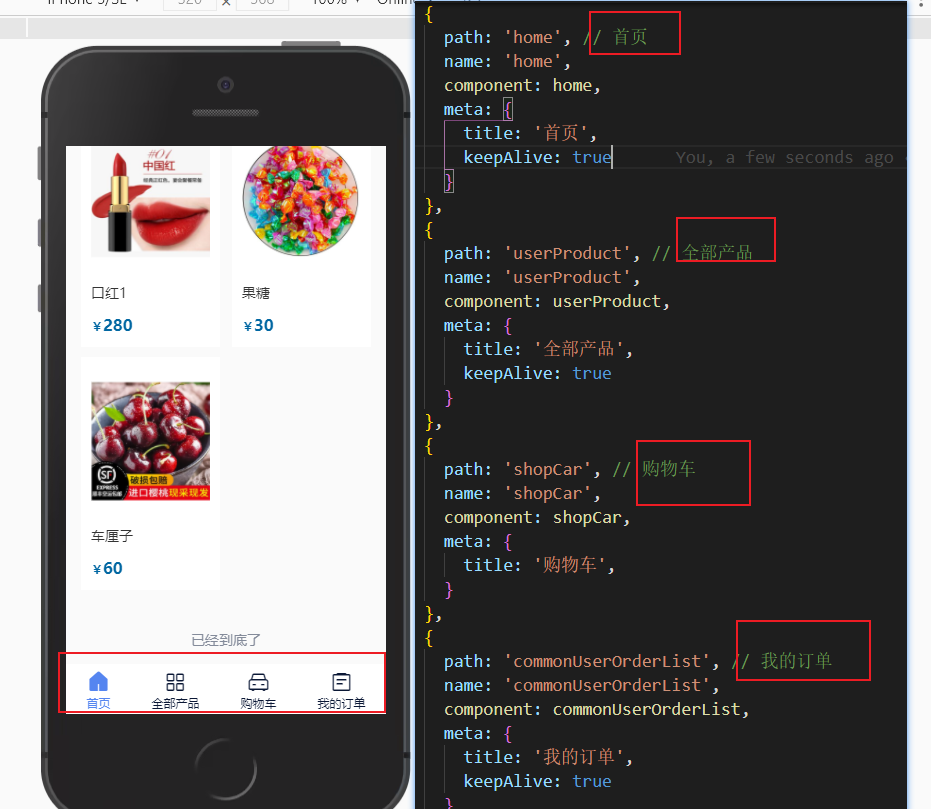 100%
#01
中国红
口红1
果糖
￥280
￥30
SF
EXPRESS
破损包赔
进口樱桃现采现发
车厘子
￥60
已经到底了
首页
全部产品
购物车
我的订单
{
path: 'home', // 首页
name: 'home',
component: home,
meta: {
title: '首页',
keepAlive: true
You, a few seconds ago
}
},
{
path: 'userProduct', // 全部产品
name: 'userProduct',
component: userProduct,
meta: {
title: '全部产品',
keepAlive: true
}
},
{
path: 'shopCar', // 购物车
name: 'shopCar',
component: shopCar,
meta: {
title: '购物车',
}
},
{
path: 'commonUserOrderList', // 我的订单
name: 'commonUserOrderList',
component: commonUserOrderList,
meta: {
title: '我的订单',
keepAlive: true
}